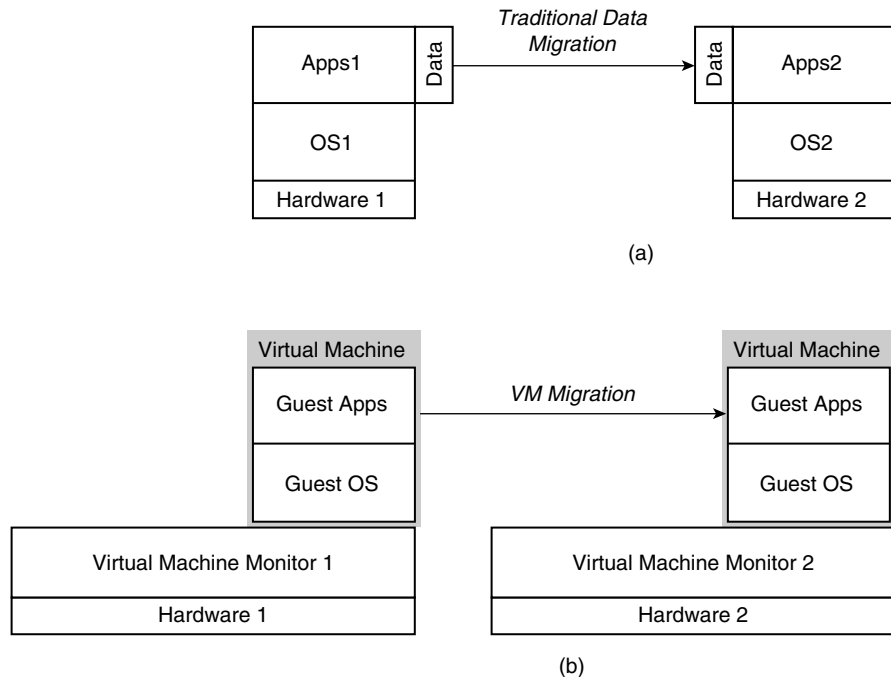 Traditional Data
Migration
Apps1
Data
Data
Apps2
OS1
OS2
Hardware 1
Hardware 2
(a)
Virtual Machine
Virtual Machine
Guest Apps
VM Migration
Guest Apps
Guest OS
Guest OS
Virtual Machine Monitor 1
Virtual Machine Monitor 2
Hardware 1
Hardware 2
(b)